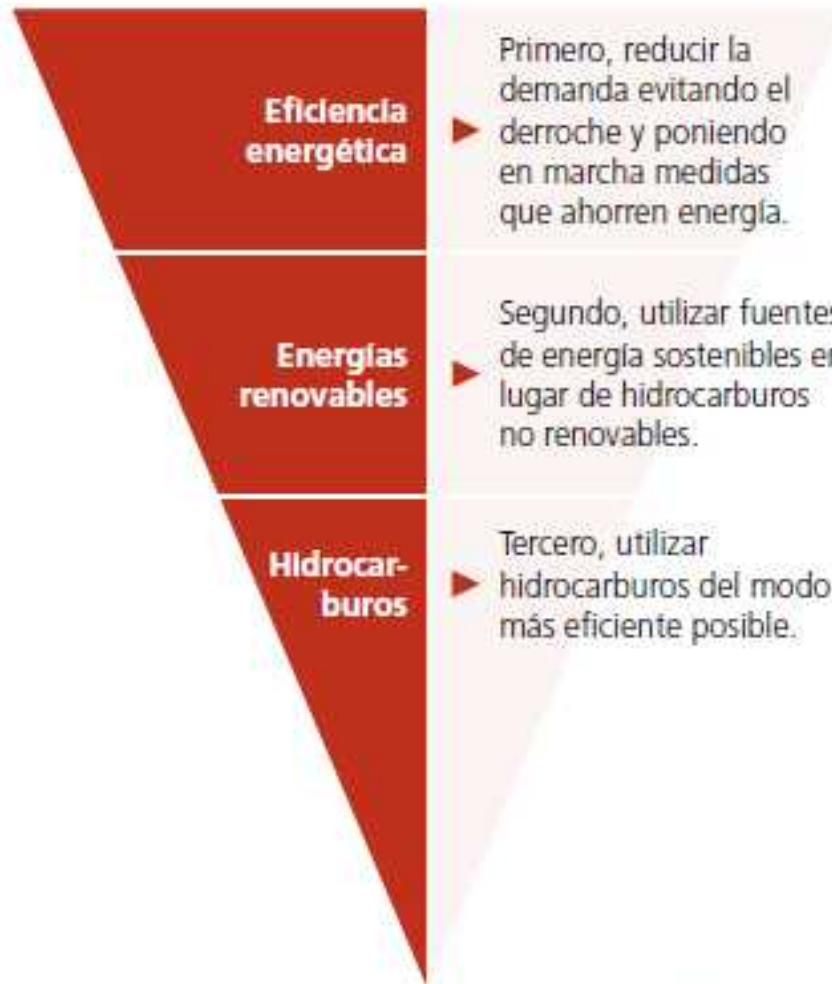 Eficiencia
energética
Primero, reducir la
demanda evitando el
derroche y poniendo
en marcha medidas
que ahorren energía.
Energías
renovables
Segundo, utilizar fuentes
de energía sostenibles en
lugar de hidrocarburos
no renovables.
Hidrocar-
buros
Tercero, utilizar
hidrocarburos del modo
más eficiente posible.